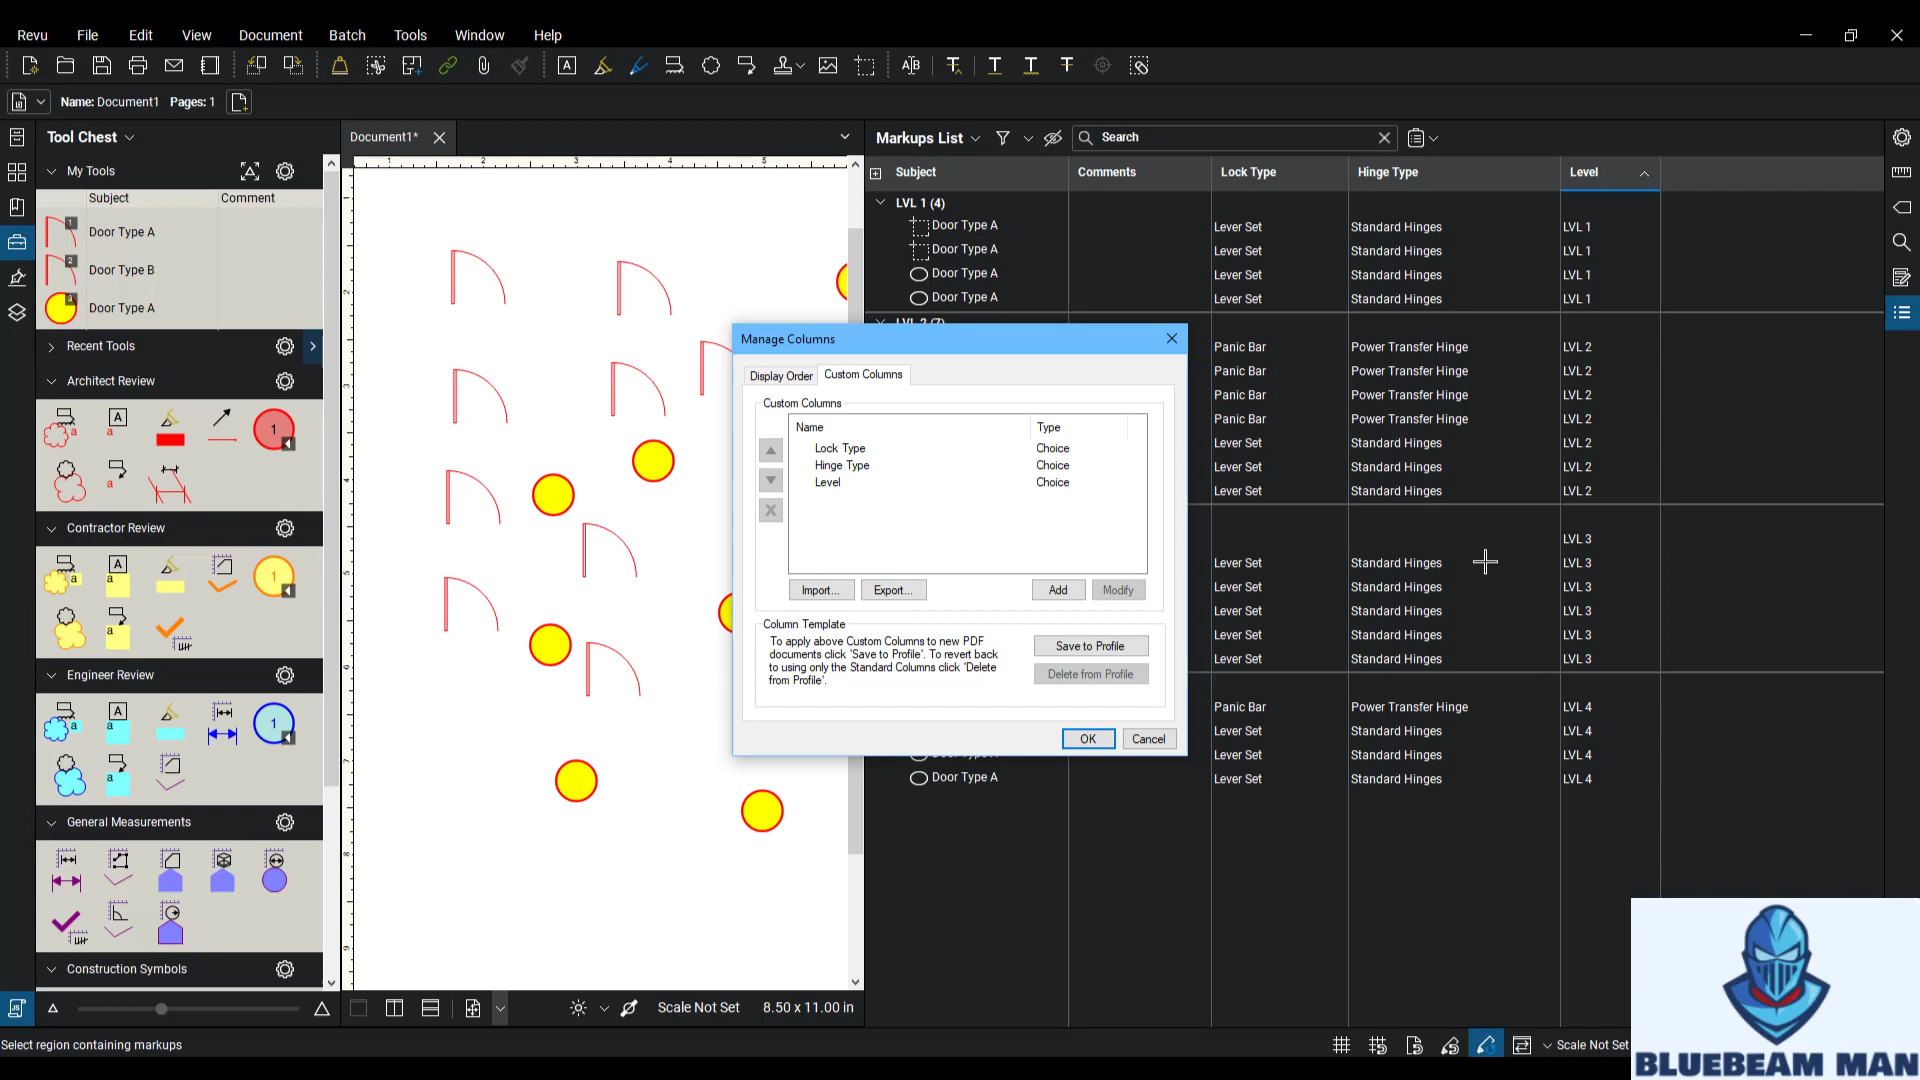 Revu File Edit View Document Batch Tools Window Help
Name: Document1 Pages: 1
Tool Chest
My Tools
Subject Comment
Door Type A
Door Type B
Door Type A
Recent Tools
Architect Review
Contractor Review
Engineer Review
General Measurements
Construction Symbols
Document1*
Markups List Search
Subject Comments Lock Type Hinge Type Level
LVL 1 (4)
Door Type A Lever Set Standard Hinges LVL 1
Door Type A Lever Set Standard Hinges LVL 1
Door Type A Lever Set Standard Hinges LVL 1
Door Type A Lever Set Standard Hinges LVL 1
LVL 2 (7)
Panic Bar Power Transfer Hinge LVL 2
Panic Bar Power Transfer Hinge LVL 2
Panic Bar Power Transfer Hinge LVL 2
Panic Bar Power Transfer Hinge LVL 2
Lever Set Standard Hinges LVL 2
Lever Set Standard Hinges LVL 2
Lever Set Standard Hinges LVL 2
LVL 3
Lever Set Standard Hinges LVL 3
Lever Set Standard Hinges LVL 3
Lever Set Standard Hinges LVL 3
Lever Set Standard Hinges LVL 3
Lever Set Standard Hinges LVL 3
Panic Bar Power Transfer Hinge LVL 4
Lever Set Standard Hinges LVL 4
Lever Set Standard Hinges LVL 4
Door Type A Lever Set Standard Hinges LVL 4
Manage Columns
Display Order Custom Columns
Custom Columns
Name Type
Lock Type Choice
Hinge Type Choice
Level Choice
Import... Export... Add Modify
Column Template
To apply above Custom Columns to new PDF
documents click 'Save to Profile'. To revert back
to using only the Standard Columns click 'Delete
from Profile'.
Save to Profile
Delete from Profile
OK Cancel
Scale Not Set 8.50 x 11.00 in
Select region containing markups
Scale Not Set
BLUEBEAM MAN